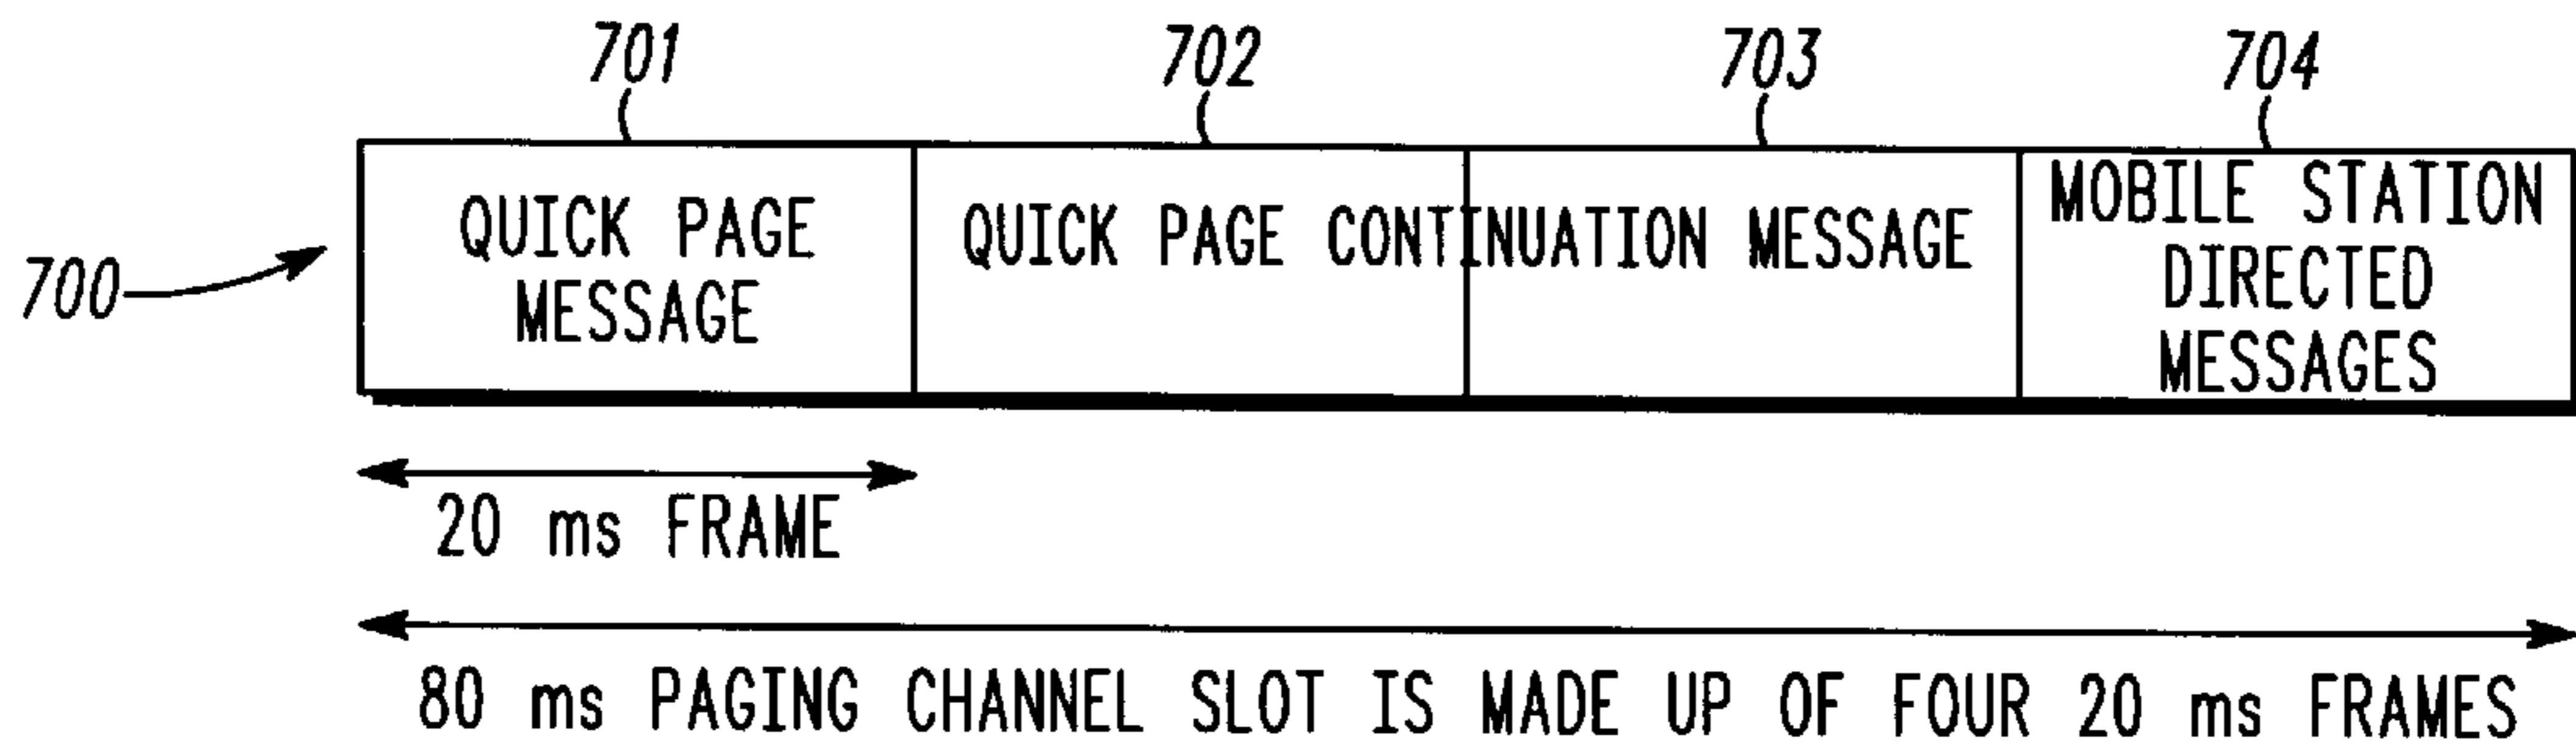 701
702
703
704
700
QUICK PAGE
MESSAGE
QUICK PAGE CONTINUATION MESSAGE
MOBILE STATION
DIRECTED
MESSAGES
20 ms FRAME
80 ms PAGING CHANNEL SLOT IS MADE UP OF FOUR 20 ms FRAMES